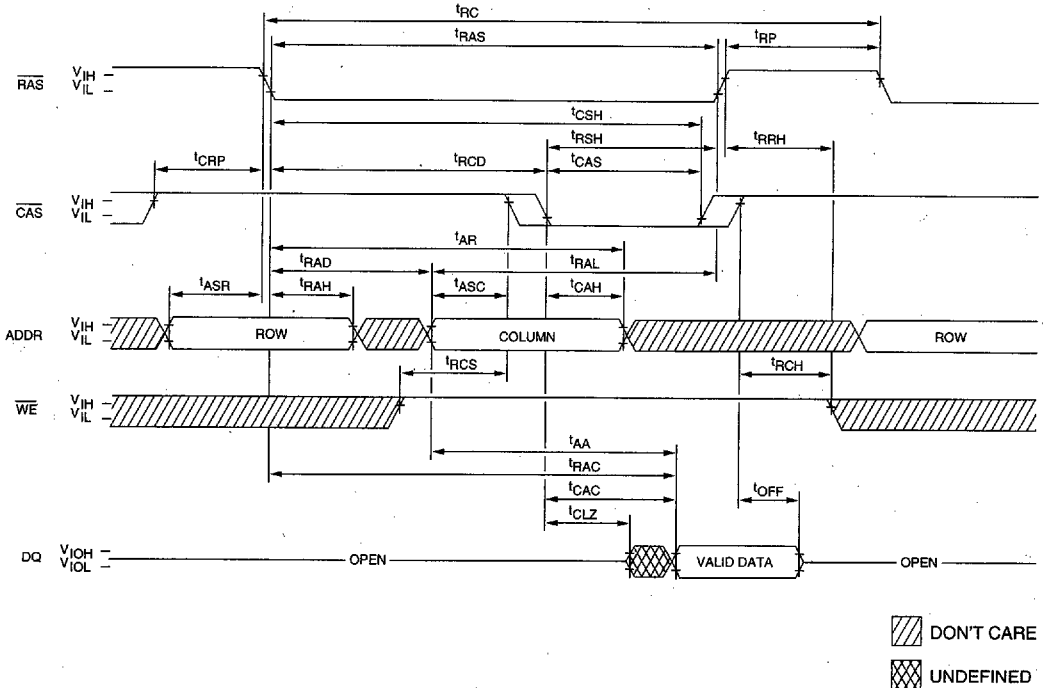 tRC
tRAS
tRP
RAS
VIH
VIL
tCSH
tRSH
tRRH
tCRP
tRCD
tCAS
CAS
VIH
VIL
tAR
tRAD
tRAL
tASR
tRAH
tASC
tCAH
ADDR
VIH
VIL
ROW
COLUMN
ROW
tRCS
tRCH
WE
VIH
VIL
tAA
tRAC
tCAC
tOFF
tCLZ
DQ
VIOH
VIOL
OPEN
VALID DATA
OPEN
DON'T CARE
UNDEFINED